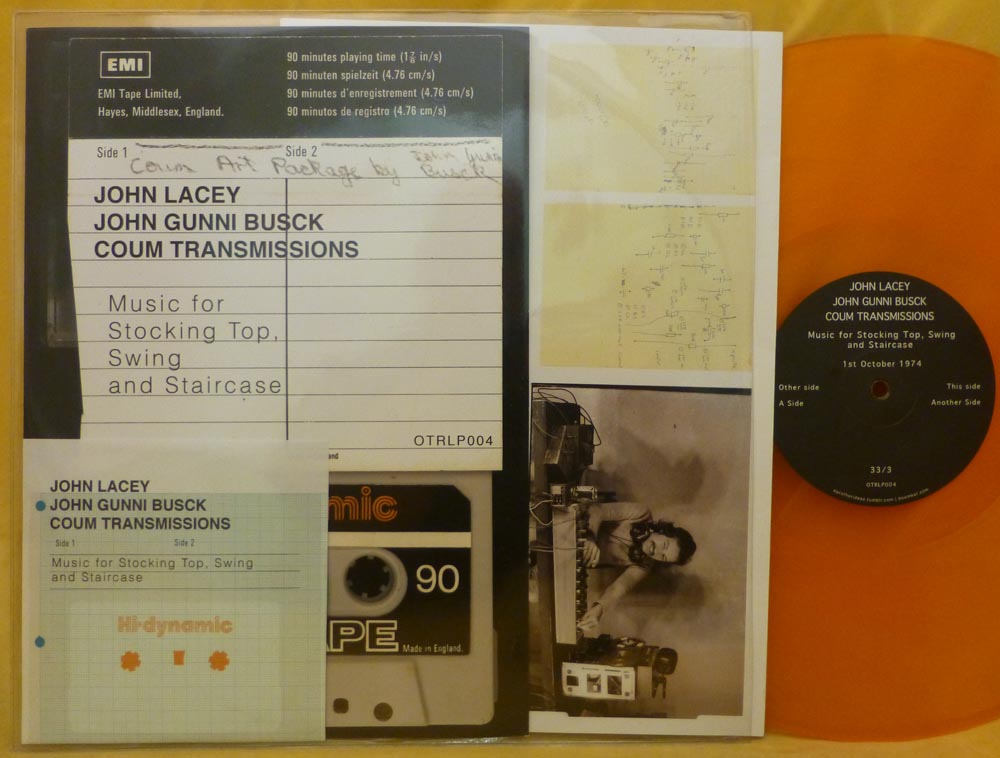 EMI
EMI Tape Limited,
Hayes, Middlesex, England.
90 minutes playing time (1⅞ in/s)
90 minuten spielzeit (4.76 cm/s)
90 minutes d'enregistrement (4.76 cm/s)
90 minutos de registro (4.76 cm/s)
Side 1 Side 2
Coum Art Package by John Gunni Busck
JOHN LACEY
JOHN GUNNI BUSCK
COUM TRANSMISSIONS
Music for
Stocking Top,
Swing
and Staircase
OTRLP004
JOHN LACEY
JOHN GUNNI BUSCK
COUM TRANSMISSIONS
Side 1 Side 2
Music for Stocking Top, Swing
and Staircase
Hi-dynamic
namic
90
APE
Made in England.
JOHN LACEY
JOHN GUNNI BUSCK
COUM TRANSMISSIONS
Music for Stocking Top, Swing
and Staircase
1st October 1974
Other side This side
A Side Another Side
33/3
OTRLP004